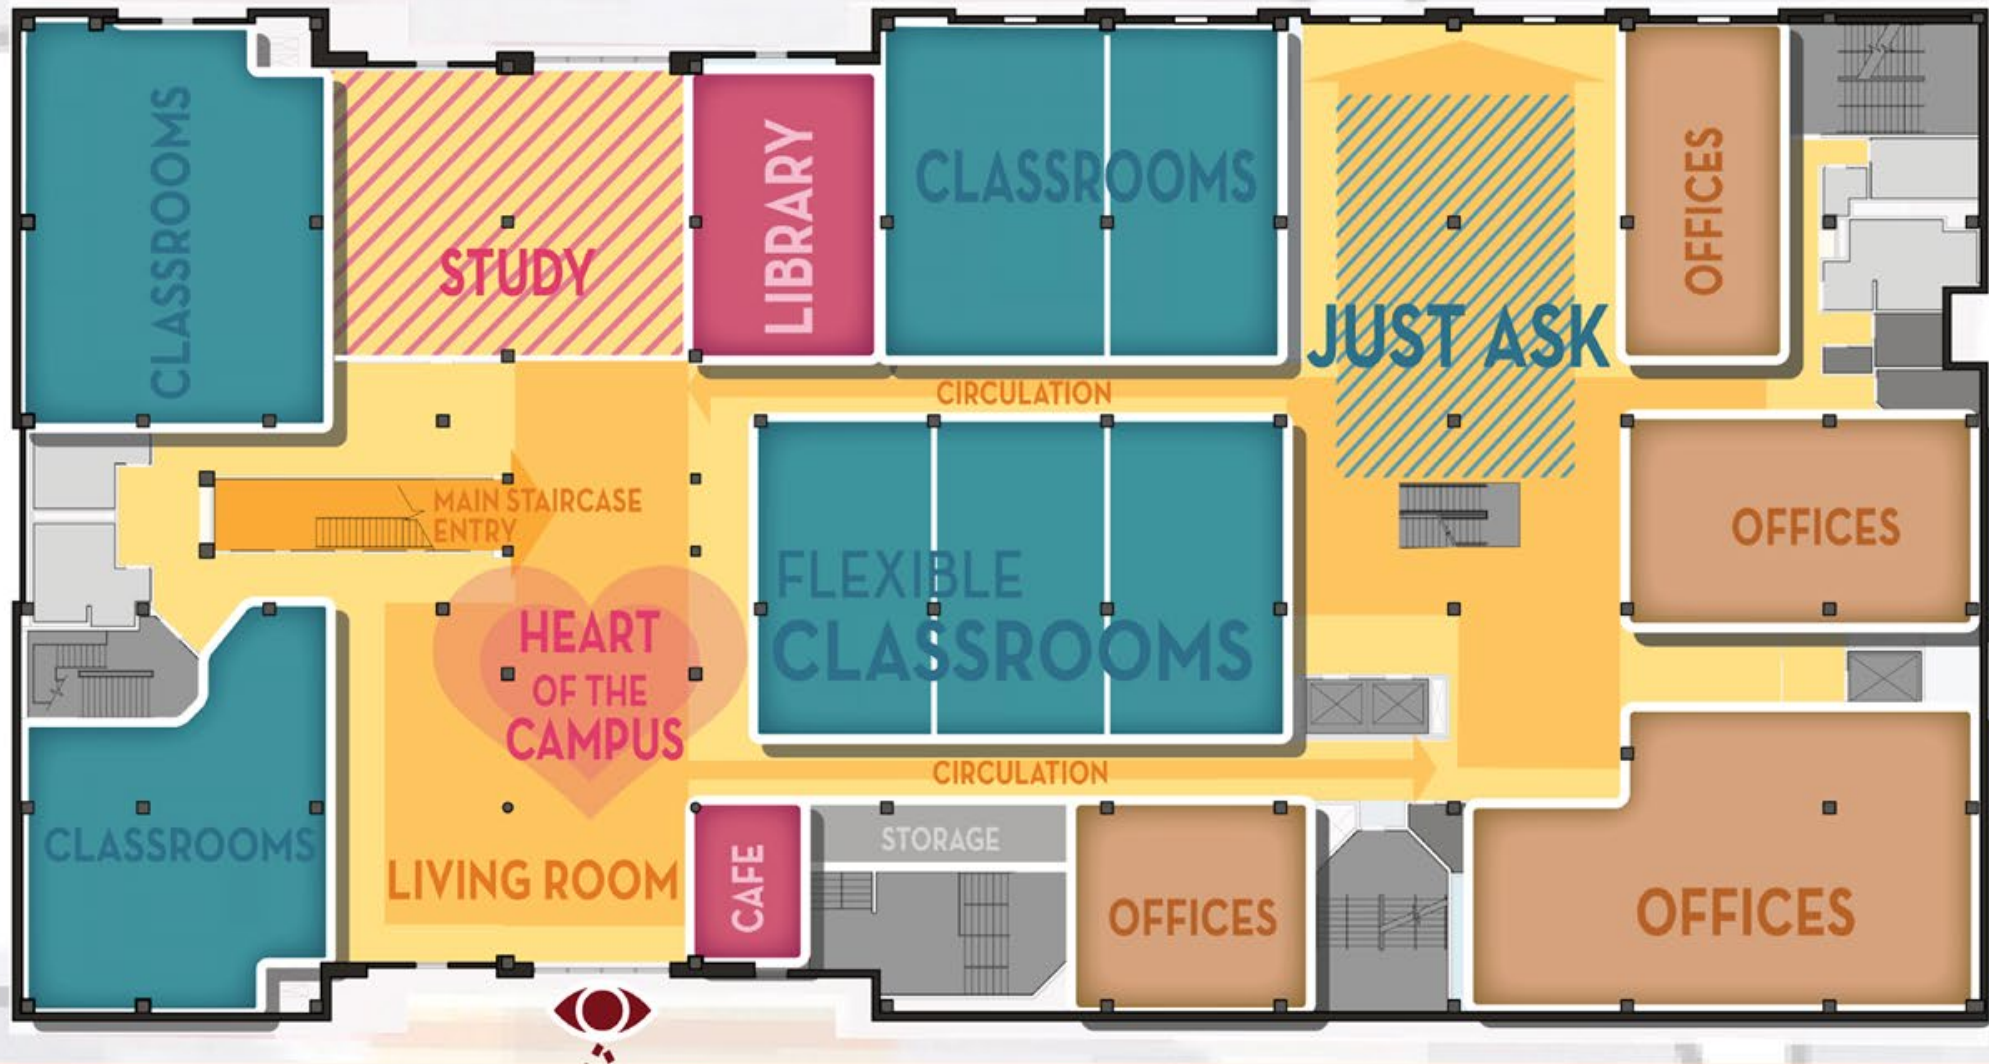 CLASSROOMS
STUDY
LIBRARY
CLASSROOMS
JUST ASK
OFFICES
CIRCULATION
MAIN STAIRCASE
ENTRY
FLEXIBLE
CLASSROOMS
OFFICES
HEART
OF THE
CAMPUS
CIRCULATION
CLASSROOMS
LIVING ROOM
CAFE
STORAGE
OFFICES
OFFICES